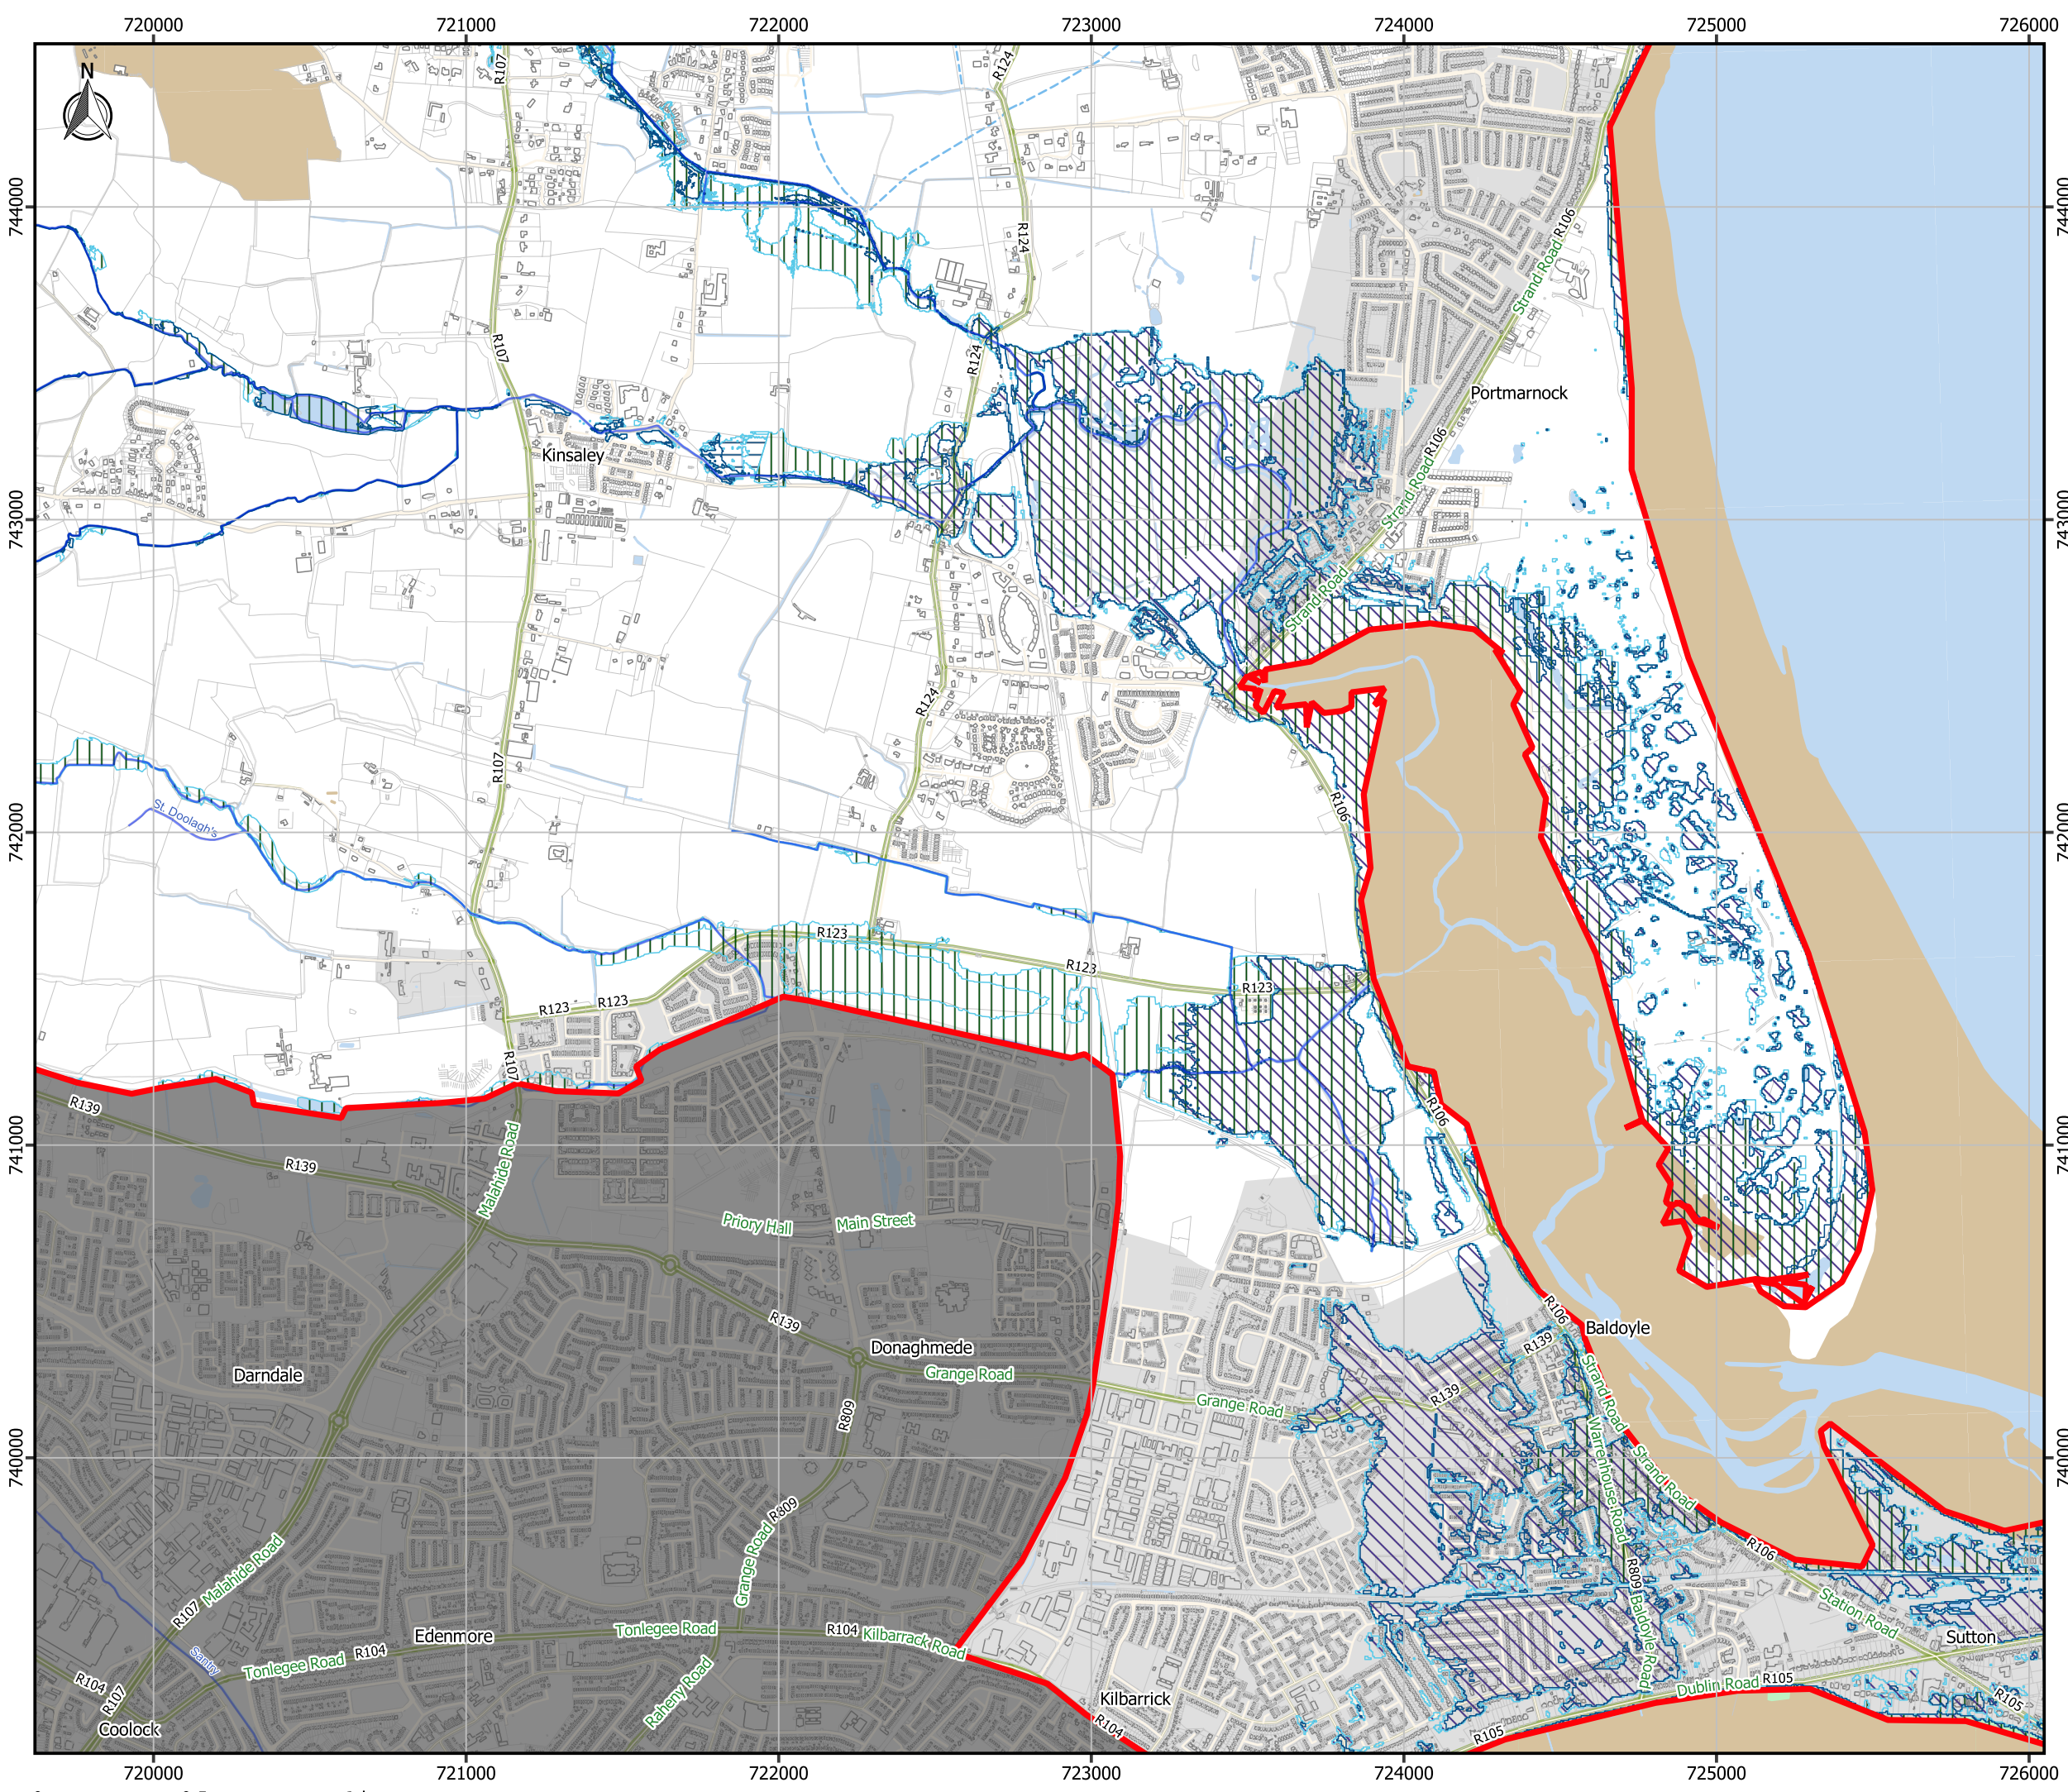 720000 721000 722000 723000 724000 725000 726000
N
R107
R124
744000
744000
R124
R106
Strand Road
R107
R124
Portmarnock
R106
Kinsaley
Strand Road
743000
743000
Strand Road
R124
R107
R106
St. Doolagh's
742000
742000
R123
R123
R123
R123
R123
R107
R139
R106
741000
741000
R139
Malahide Road
Priory Hall
Main Street
R106
Baldoyle
R139
R139
Donaghmede
Darndale
Grange Road
Strand Road
R139
Grange Road
R809
740000
740000
Warrenhouse Road
Strand Road
R809
Grange Road
Malahide Road
R106
R809
R107
Baldoyle Road
Station Road
Tonlegee Road
R104
Kilbarrack Road
Edenmore
Sutton
R104
Tonlegee Road
Santry
R104
R107
Raheny Road
Dublin Road
R105
R105
Kilbarrick
Coolock
R104
R105
720000 721000 722000 723000 724000 725000 726000